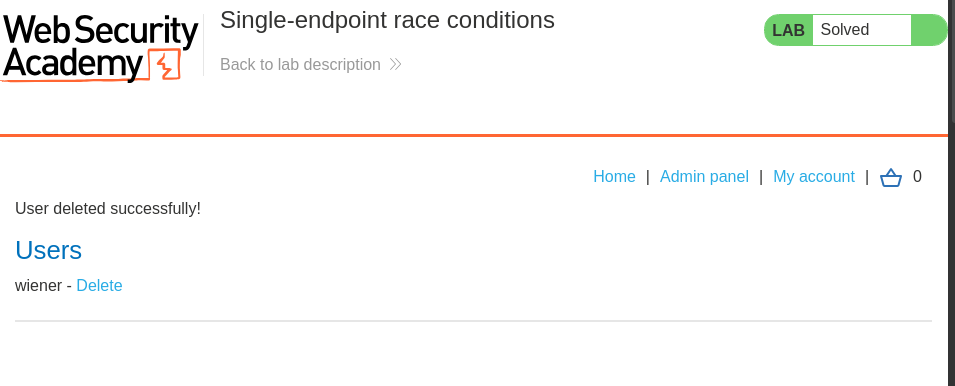 Web Security
Academy
Single-endpoint race conditions
Back to lab description
LAB Solved
Home | Admin panel | My account | 0
User deleted successfully!
Users
wiener - Delete